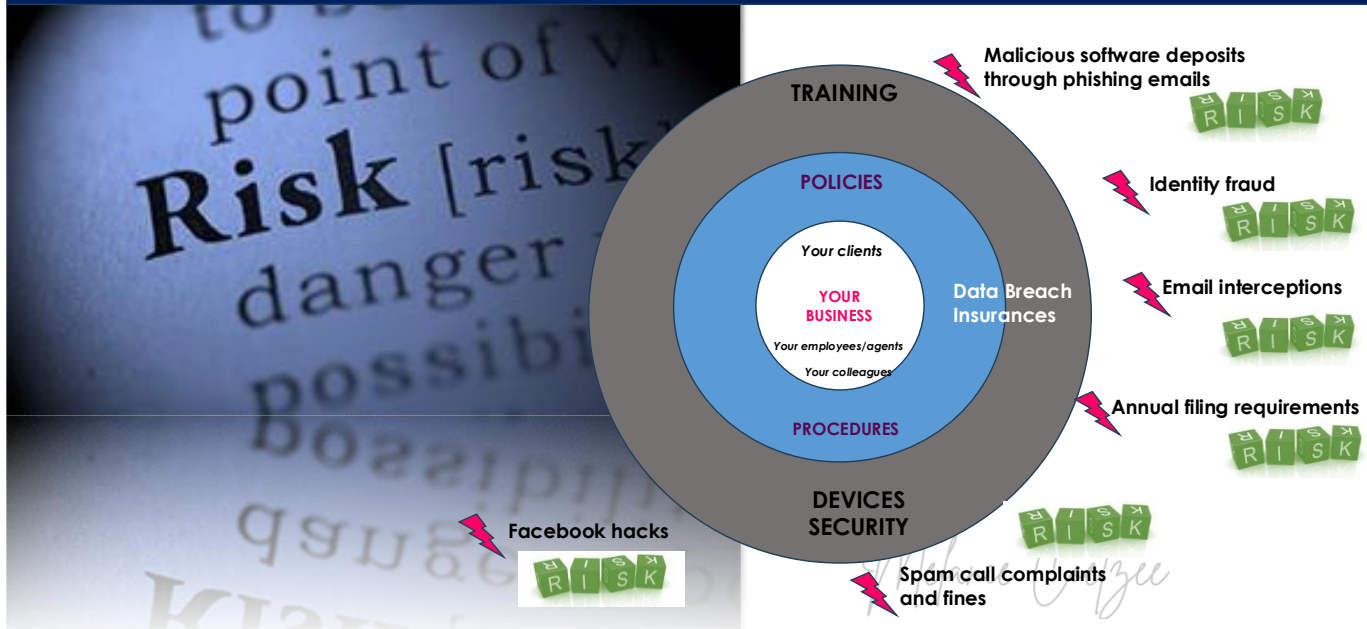 to b
point of vi
Risk [risk
danger
possibi
TRAINING
POLICIES
Your clients
YOUR
BUSINESS
Your employees/agents
Your colleagues
Data Breach
Insurances
PROCEDURES
DEVICES
SECURITY
Malicious software deposits
through phishing emails
RISK
Identity fraud
RISK
Email interceptions
RISK
Annual filing requirements
RISK
RISK
Spam call complaints
and fines
Facebook hacks
RISK